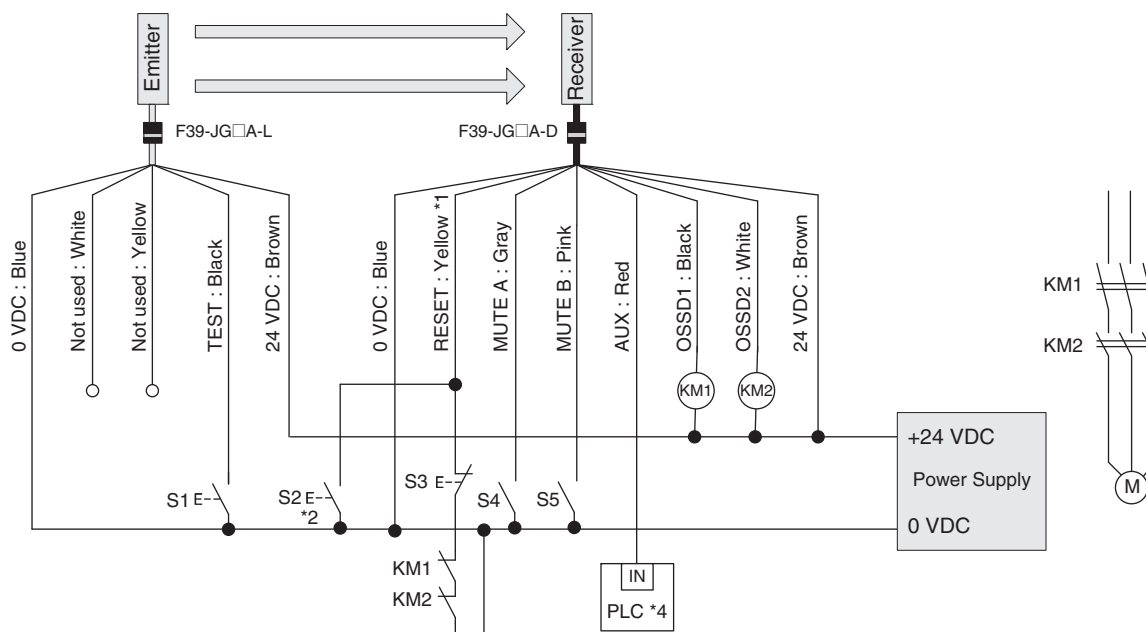 Emitter
Receiver
F39-JG□A-L
F39-JG□A-D
0 VDC : Blue
Not used : White
Not used : Yellow
TEST : Black
24 VDC : Brown
0 VDC : Blue
RESET : Yellow *1
MUTE A : Gray
MUTE B : Pink
AUX : Red
OSSD1 : Black
OSSD2 : White
24 VDC : Brown
KM1
KM2
KM1
KM2
+24 VDC
Power Supply
0 VDC
M
S1 E
S2 E
*2
S3 E
S4
S5
KM1
KM2
IN
PLC *4